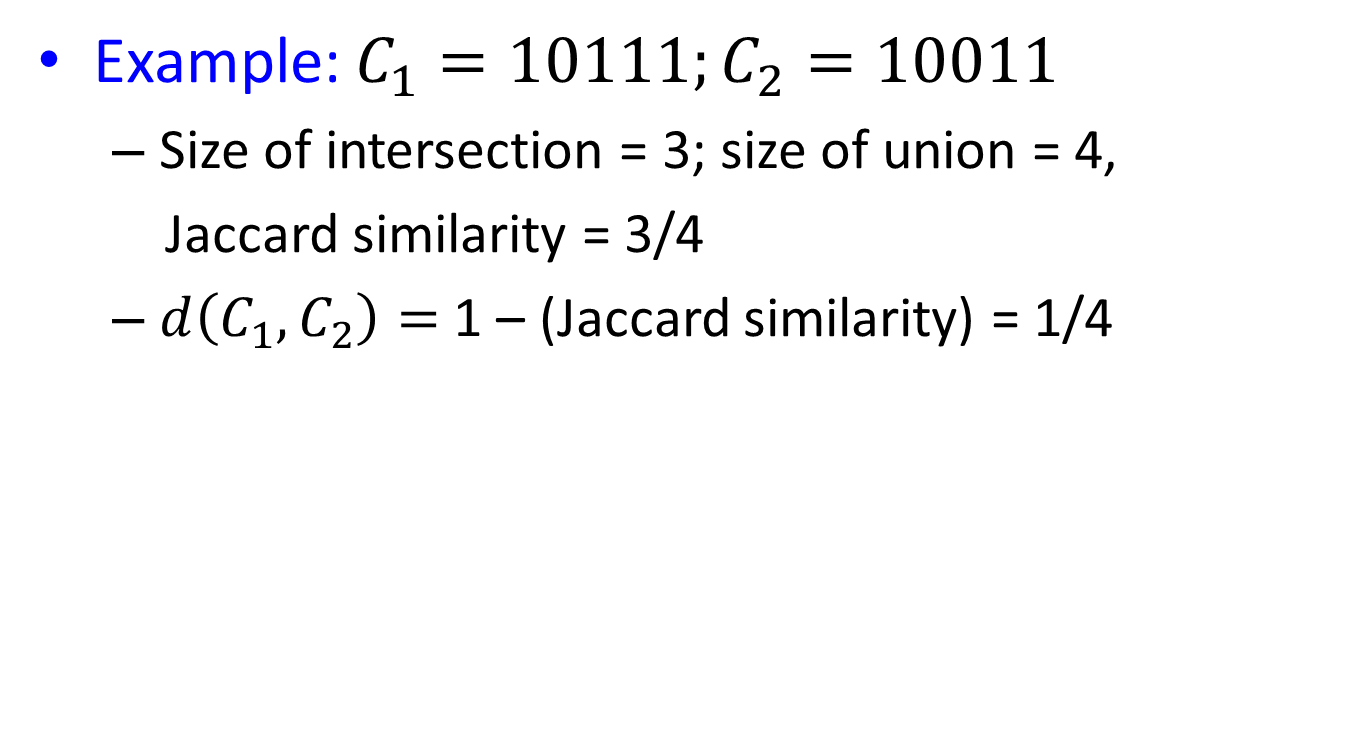 • Example: C₁ = 10111; C₂ = 10011
– Size of intersection = 3; size of union = 4,
Jaccard similarity = 3/4
– d(C₁, C₂) = 1 – (Jaccard similarity) = 1/4